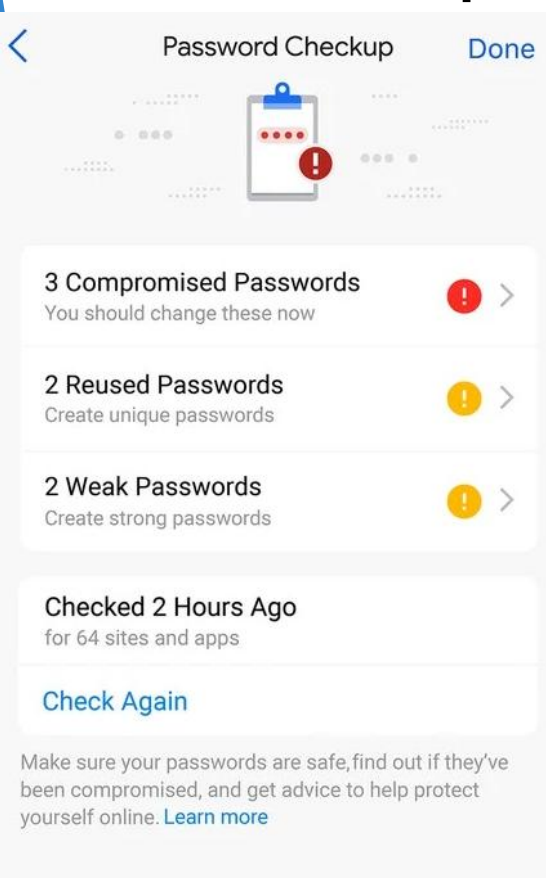 Password Checkup
Done
3 Compromised Passwords
You should change these now
2 Reused Passwords
Create unique passwords
2 Weak Passwords
Create strong passwords
Checked 2 Hours Ago
for 64 sites and apps
Check Again
Make sure your passwords are safe,find out if they've
been compromised, and get advice to help protect
yourself online. Learn more